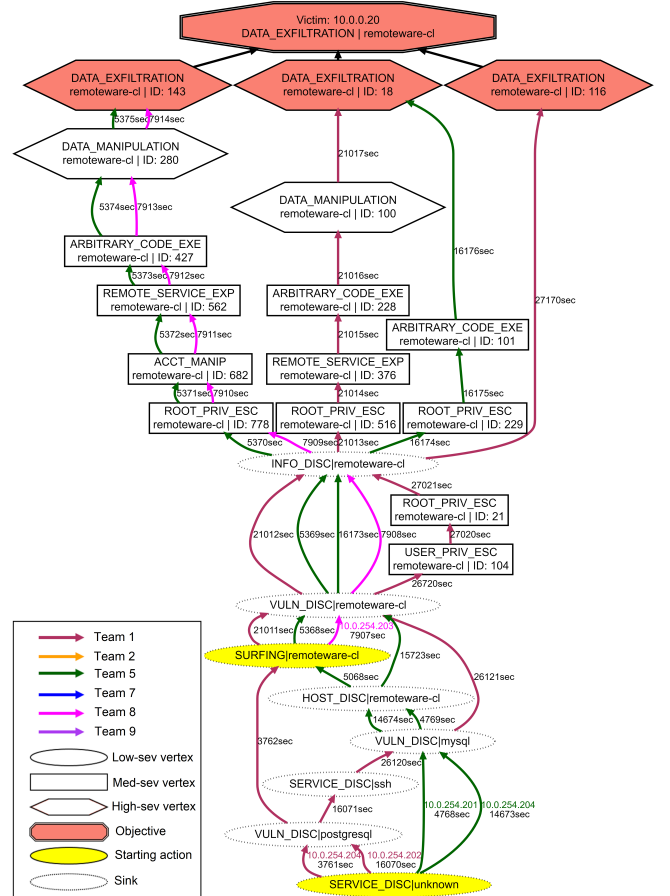 Victim: 10.0.0.20
DATA_EXFILTRATION | remoteware-cl
DATA_EXFILTRATION
remoteware-cl | ID: 143
DATA_EXFILTRATION
remoteware-cl | ID: 18
DATA_EXFILTRATION
remoteware-cl | ID: 116
5375sec
7914sec
DATA_MANIPULATION
remoteware-cl | ID: 280
21017sec
DATA_MANIPULATION
remoteware-cl | ID: 100
5374sec
7913sec
ARBITRARY_CODE_EXE
remoteware-cl | ID: 427
16176sec
5373sec
7912sec
21016sec
27170sec
REMOTE_SERVICE_EXP
remoteware-cl | ID: 562
ARBITRARY_CODE_EXE
remoteware-cl | ID: 228
ARBITRARY_CODE_EXE
remoteware-cl | ID: 101
5372sec
7911sec
21015sec
ACCT_MANIP
remoteware-cl | ID: 682
REMOTE_SERVICE_EXP
remoteware-cl | ID: 376
5371sec
7910sec
21014sec
16175sec
ROOT_PRIV_ESC
remoteware-cl | ID: 778
ROOT_PRIV_ESC
remoteware-cl | ID: 516
ROOT_PRIV_ESC
remoteware-cl | ID: 229
5370sec
7909sec
21013sec
16174sec
INFO_DISC|remoteware-cl
27021sec
ROOT_PRIV_ESC
remoteware-cl | ID: 21
21012sec
5369sec
16173sec
7908sec
27020sec
USER_PRIV_ESC
remoteware-cl | ID: 104
26720sec
VULN_DISC|remoteware-cl
21011sec
5368sec
10.0.254.203
7907sec
15723sec
SURFING|remoteware-cl
5068sec
26121sec
HOST_DISC|remoteware-cl
14674sec
4769sec
3762sec
VULN_DISC|mysql
26120sec
SERVICE_DISC|ssh
16071sec
10.0.254.201
4768sec
10.0.254.204
14673sec
VULN_DISC|postgresql
10.0.254.204
3761sec
10.0.254.202
16070sec
SERVICE_DISC|unknown
Team 1
Team 2
Team 5
Team 7
Team 8
Team 9
Low-sev vertex
Med-sev vertex
High-sev vertex
Objective
Starting action
Sink